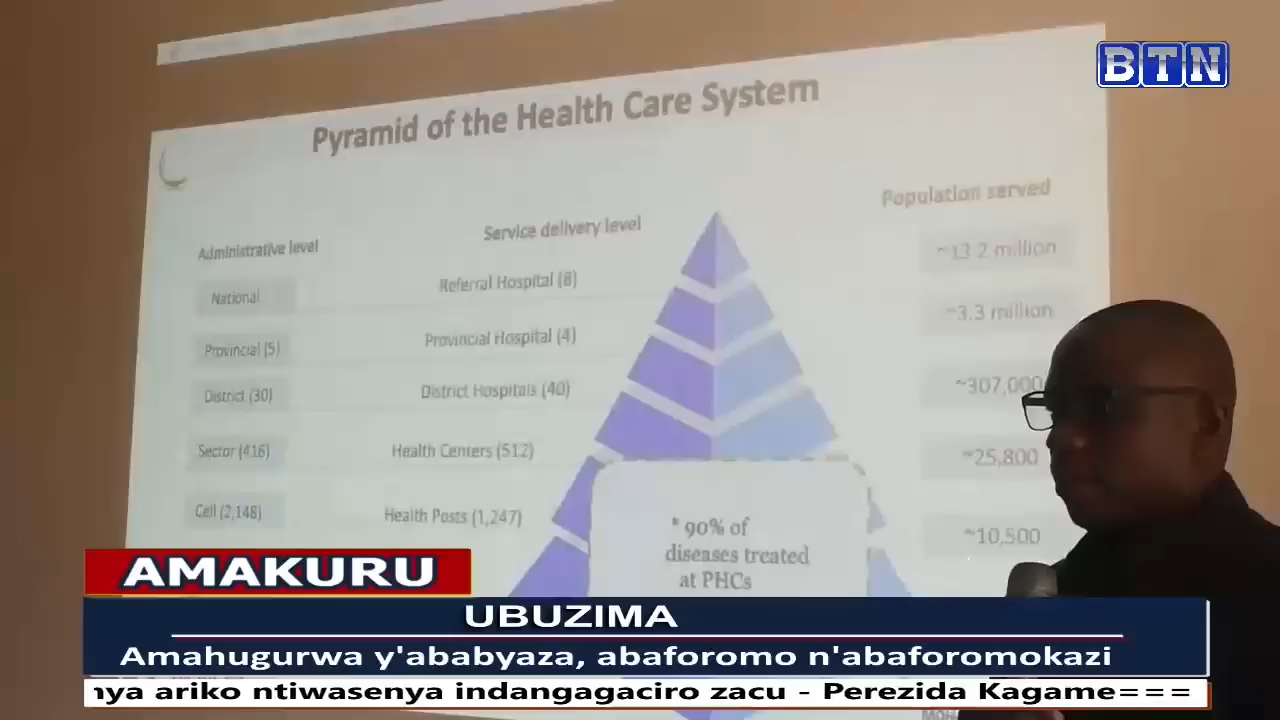 BTN
Pyramid of the Health Care System
Administrative level
Service delivery level
Population served
National
Referral Hospital (8)
~13.2 million
Provincial (5)
Provincial Hospital (4)
~3.3 million
District (30)
District Hospitals (40)
~307,000
Sector (416)
Health Centers (512)
~25,800
Cell (2,148)
Health Posts (1,247)
~10,500
* 90% of
diseases treated
at PHCs
AMAKURU
UBUZIMA
Amahugurwa y'ababyaza, abaforomo n'abaforomokazi
ariko ntiwasenya indangagaciro zacu - Perezida Kagame===